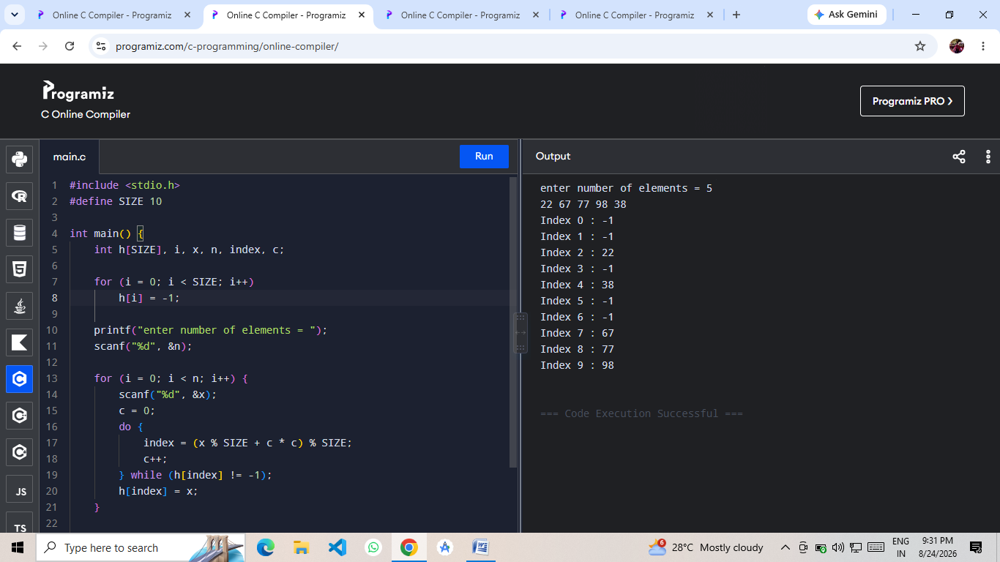 Online C Compiler - Programiz
Online C Compiler - Programiz
Online C Compiler - Programiz
Online C Compiler - Programiz
Ask Gemini
programiz.com/c-programming/online-compiler/
Programiz
C Online Compiler
Programiz PRO
main.c
Run
Output
1 #include <stdio.h>
2 #define SIZE 10
3
4 int main() {
5     int h[SIZE], i, x, n, index, c;
6
7     for (i = 0; i < SIZE; i++)
8         h[i] = -1;
9
10     printf("enter number of elements = ");
11     scanf("%d", &n);
12
13     for (i = 0; i < n; i++) {
14         scanf("%d", &x);
15         c = 0;
16         do {
17             index = (x % SIZE + c * c) % SIZE;
18             c++;
19         } while (h[index] != -1);
20         h[index] = x;
21     }
22
enter number of elements = 5
22 67 77 98 38
Index 0 : -1
Index 1 : -1
Index 2 : 22
Index 3 : -1
Index 4 : 38
Index 5 : -1
Index 6 : -1
Index 7 : 67
Index 8 : 77
Index 9 : 98
=== Code Execution Successful ===
R
5
C
JS
TS
Type here to search
6
28°C Mostly cloudy
ENG
IN
9:31 PM
8/24/2026